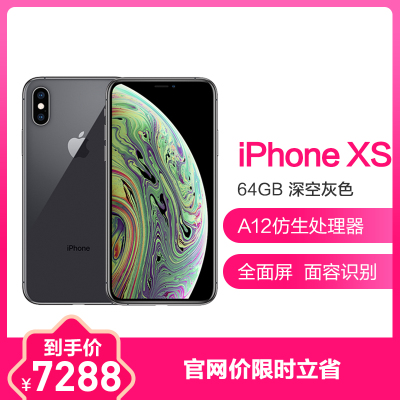 iPhone XS
64GB 深空灰色
A12仿生处理器
全面屏 面容识别
iPhone
到手价
¥7288
官网价限时立省